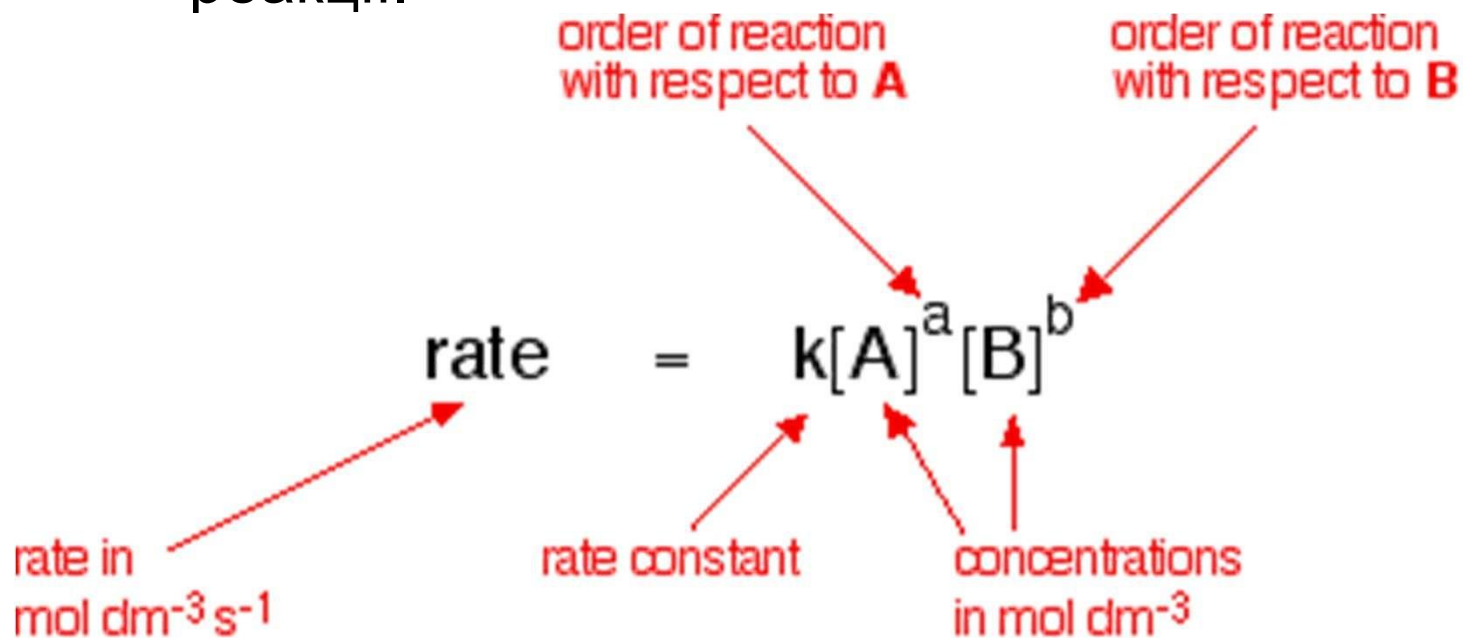 реакції.
order of reaction
with respect to A
order of reaction
with respect to B
rate = k[A]ᵃ[B]ᵇ
rate in
mol dm⁻³ s⁻¹
rate constant
concentrations
in mol dm⁻³